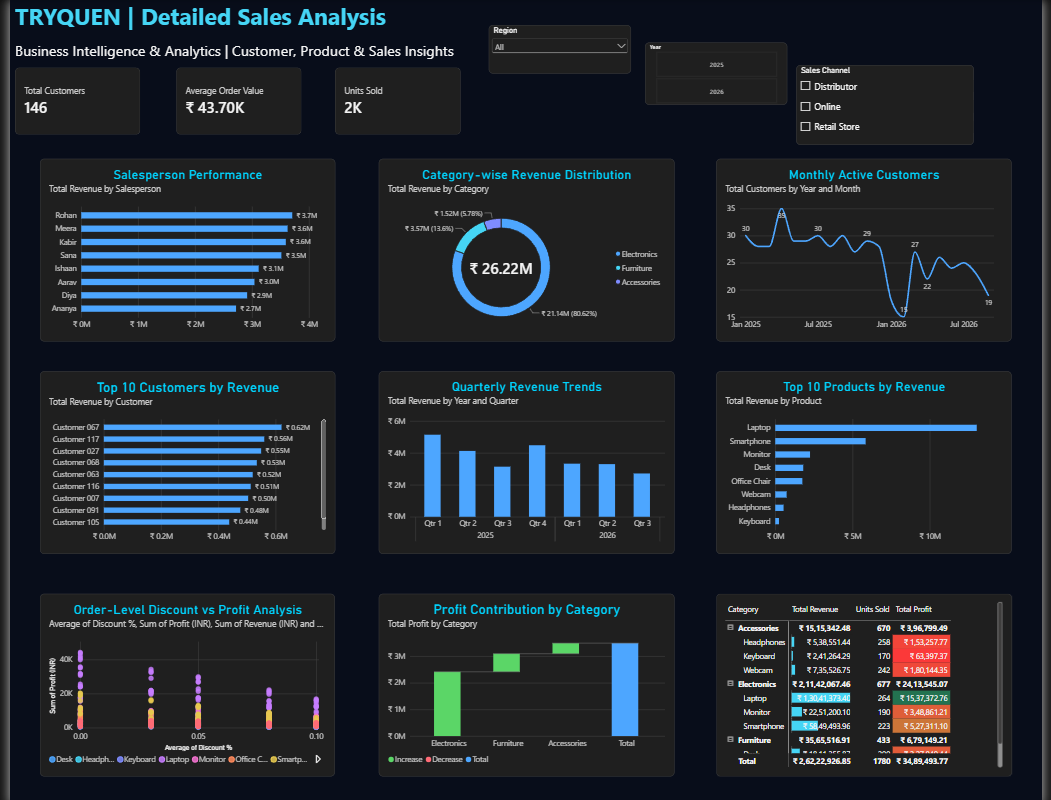 TRYQUEN | Detailed Sales Analysis
Business Intelligence & Analytics | Customer, Product & Sales Insights
Region
All
Year
2025
2026
Sales Channel
Distributor
Online
Retail Store
Total Customers
146
Average Order Value
₹ 43.70K
Units Sold
2K
Salesperson Performance
Total Revenue by Salesperson
Rohan ₹ 3.7M
Meera ₹ 3.6M
Kabir ₹ 3.6M
Sana ₹ 3.5M
Ishaan ₹ 3.1M
Aarav ₹ 3.0M
Diya ₹ 2.9M
Ananya ₹ 2.7M
₹ 0M ₹ 1M ₹ 2M ₹ 3M ₹ 4M
Category-wise Revenue Distribution
Total Revenue by Category
₹ 1.52M (5.78%)
₹ 3.57M (13.6%)
₹ 26.22M
₹ 21.14M (80.62%)
Electronics
Furniture
Accessories
Monthly Active Customers
Total Customers by Year and Month
35
30
25
20
15
30 35 30 29 15 27 22 19
Jan 2025 Jul 2025 Jan 2026 Jul 2026
Top 10 Customers by Revenue
Total Revenue by Customer
Customer 067 ₹ 0.62M
Customer 117 ₹ 0.56M
Customer 027 ₹ 0.55M
Customer 068 ₹ 0.53M
Customer 063 ₹ 0.52M
Customer 116 ₹ 0.51M
Customer 007 ₹ 0.50M
Customer 091 ₹ 0.48M
Customer 105 ₹ 0.44M
₹ 0.0M ₹ 0.2M ₹ 0.4M ₹ 0.6M
Quarterly Revenue Trends
Total Revenue by Year and Quarter
₹ 6M
₹ 4M
₹ 2M
₹ 0M
Qtr 1 Qtr 2 Qtr 3 Qtr 4 Qtr 1 Qtr 2 Qtr 3
2025 2026
Top 10 Products by Revenue
Total Revenue by Product
Laptop
Smartphone
Monitor
Desk
Office Chair
Webcam
Headphones
Keyboard
₹ 0M ₹ 5M ₹ 10M
Order-Level Discount vs Profit Analysis
Average of Discount %, Sum of Profit (INR), Sum of Revenue (INR) and ...
Sum of Profit (INR)
40K
20K
0K
0.00 0.05 0.10
Average of Discount %
Desk Headph... Keyboard Laptop Monitor Office C... Smartp...
Profit Contribution by Category
Total Profit by Category
₹ 3M
₹ 2M
₹ 1M
₹ 0M
Electronics Furniture Accessories Total
Increase Decrease Total
Category Total Revenue Units Sold Total Profit
Accessories ₹ 15,15,342.48 670 ₹ 3,96,799.49
Headphones ₹ 5,38,551.44 258 ₹ 1,53,257.77
Keyboard ₹ 2,41,264.29 170 ₹ 63,397.37
Webcam ₹ 7,35,526.75 242 ₹ 1,80,144.35
Electronics ₹ 2,11,42,067.46 677 ₹ 24,13,545.07
Laptop ₹ 1,30,41,373.40 264 ₹ 15,37,372.76
Monitor ₹ 22,51,200.10 190 ₹ 3,48,861.21
Smartphone ₹ 58,49,493.96 223 ₹ 5,27,311.10
Furniture ₹ 35,65,516.91 433 ₹ 6,79,149.21
Total ₹ 2,62,22,926.85 1780 ₹ 34,89,493.77